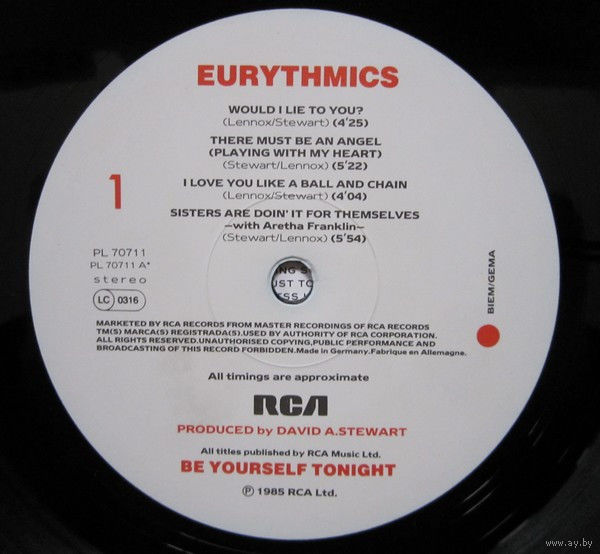 EURYTHMICS
WOULD I LIE TO YOU?
(Lennox/Stewart) (4'25)
THERE MUST BE AN ANGEL
(PLAYING WITH MY HEART)
(Stewart/Lennox) (5'22)
I LOVE YOU LIKE A BALL AND CHAIN
(Lennox/Stewart) (4'04)
SISTERS ARE DOIN' IT FOR THEMSELVES
~with Aretha Franklin~
(Stewart/Lennox) (5'54)
1
PL 70711
PL 70711 A*
stereo
LC 0316
BIEM/GEMA
MARKETED BY RCA RECORDS FROM MASTER RECORDINGS OF RCA RECORDS
TM(S) MARCA(S) REGISTRADA(S).USED BY AUTHORITY OF RCA CORPORATION.
ALL RIGHTS RESERVED.UNAUTHORISED COPYING,PUBLIC PERFORMANCE AND
BROADCASTING OF THIS RECORD FORBIDDEN.Made in Germany.Fabrique en Allemagne.
All timings are approximate
RCA
PRODUCED by DAVID A.STEWART
All titles published by RCA Music Ltd.
BE YOURSELF TONIGHT
℗ 1985 RCA Ltd.
www.ay.by